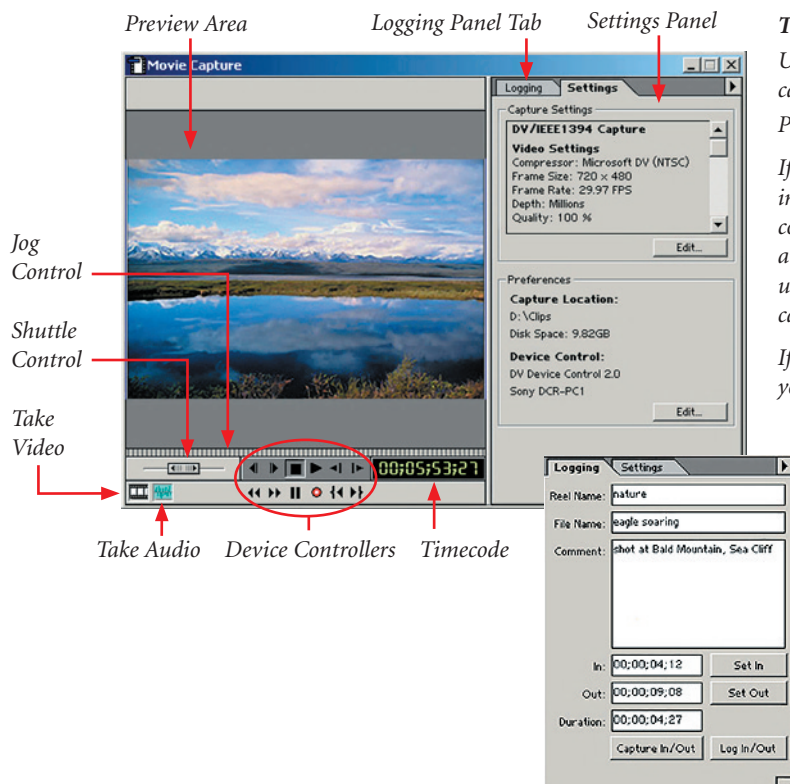 Preview Area
Logging Panel Tab
Settings Panel
Movie Capture
Logging
Settings
Capture Settings
DV/IEEE1394 Capture
Video Settings
Compressor: Microsoft DV (NTSC)
Frame Size: 720 x 480
Frame Rate: 29.97 FPS
Depth: Millions
Quality: 100 %
Edit...
Preferences
Capture Location:
D:\Clips
Disk Space: 9.82GB
Device Control:
DV Device Control 2.0
Sony DCR-PC1
Edit...
Jog
Control
Shuttle
Control
Take
Video
00;05;53;27
Take Audio
Device Controllers
Timecode
Logging
Settings
Reel Name: nature
File Name: eagle soaring
Comment: shot at Bald Mountain, Sea Cliff
In: 00;00;04;12 Set In
Out: 00;00;09;08 Set Out
Duration: 00;00;04;27
Capture In/Out Log In/Out
If
If